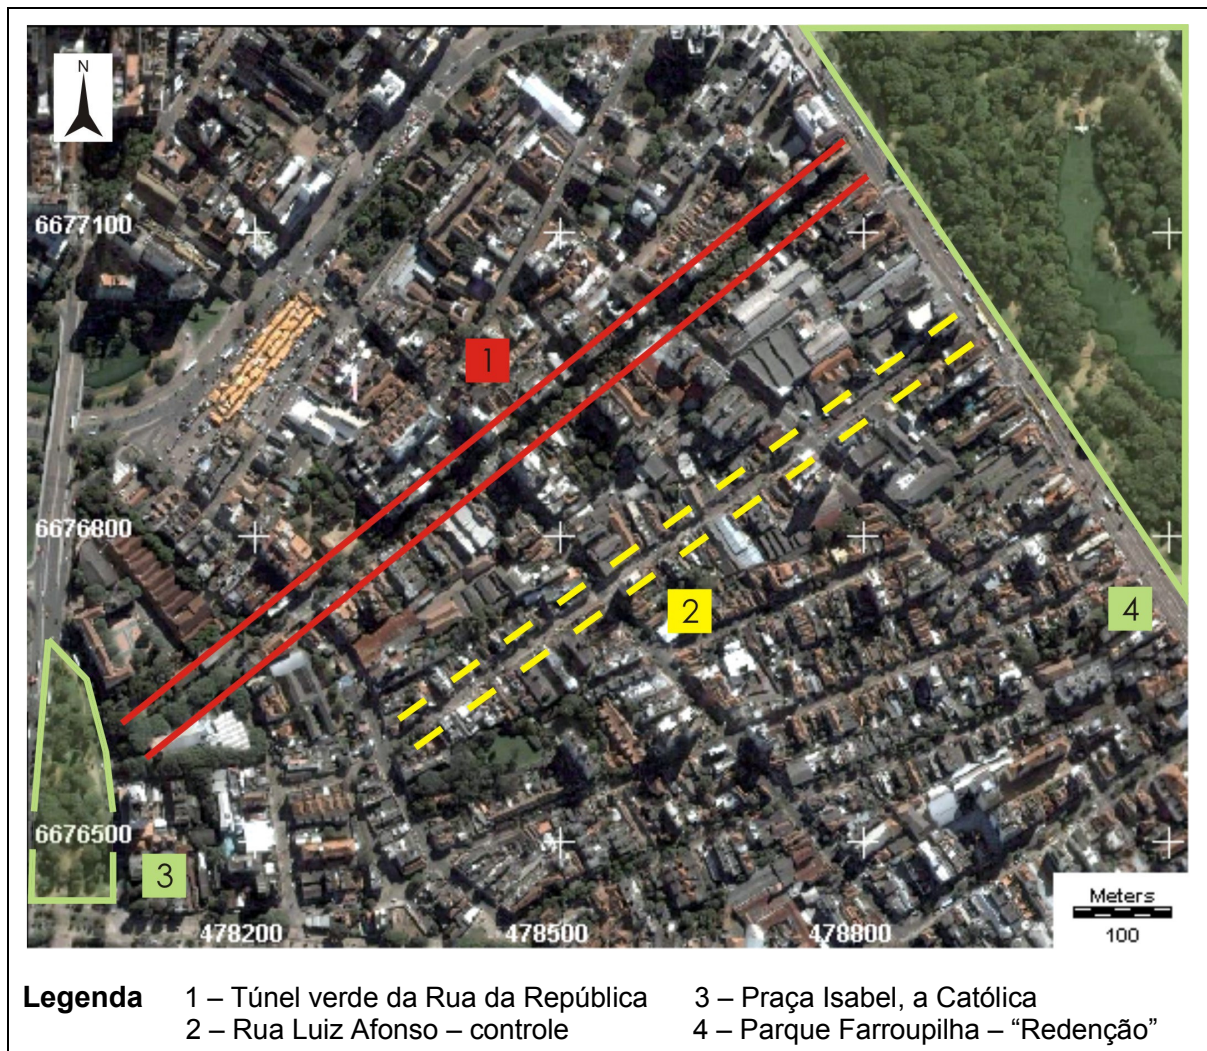 N
6677100
1
6676800
2
4
6676500
3
478200 478500 478800
Meters
100
Legenda 1 – Túnel verde da Rua da República 3 – Praça Isabel, a Católica
2 – Rua Luiz Afonso – controle 4 – Parque Farroupilha – “Redenção”